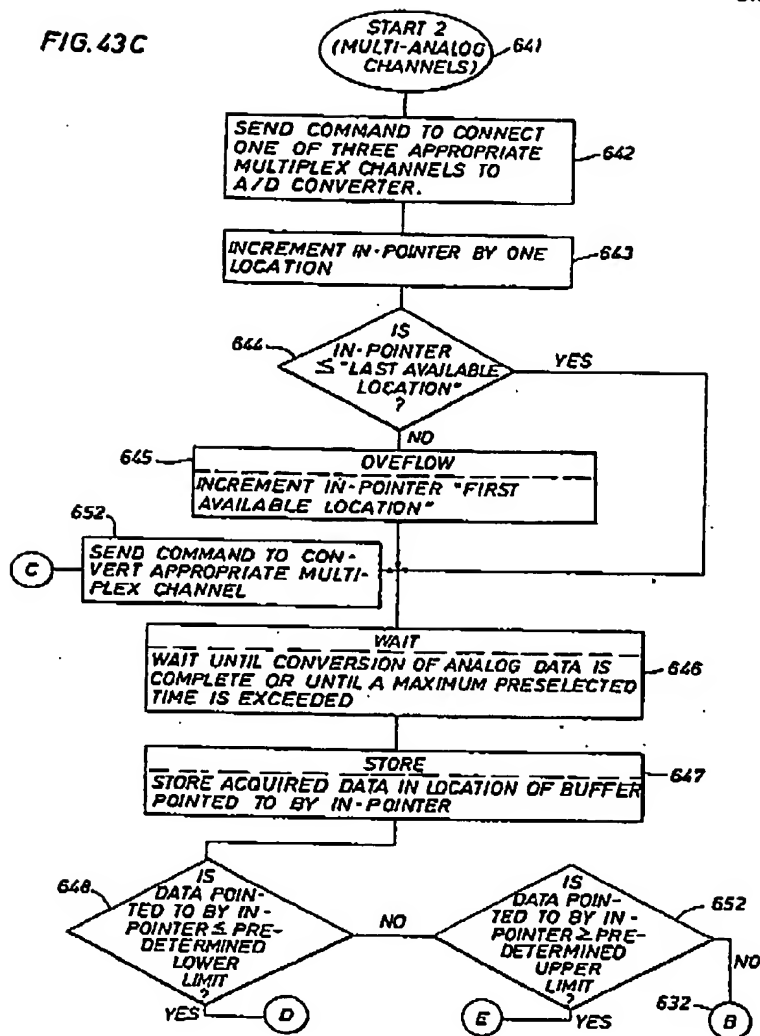 FIG. 43C
START 2
(MULTI-ANALOG
CHANNELS)
641
SEND COMMAND TO CONNECT
ONE OF THREE APPROPRIATE
MULTIPLEX CHANNELS TO
A/D CONVERTER.
642
INCREMENT IN-POINTER BY ONE
LOCATION
643
644
IS
IN-POINTER
≤ "LAST AVAILABLE
LOCATION"
?
YES
NO
645
OVEFLOW
INCREMENT IN-POINTER "FIRST
AVAILABLE LOCATION"
652
C
SEND COMMAND TO CON-
VERT APPROPRIATE MULTI-
PLEX CHANNEL
WAIT
WAIT UNTIL CONVERSION OF ANALOG DATA IS
COMPLETE OR UNTIL A MAXIMUM PRESELECTED
TIME IS EXCEEDED
646
STORE
STORE ACQUIRED DATA IN LOCATION OF BUFFER
POINTED TO BY IN-POINTER
647
648
IS
DATA POIN-
TED TO BY IN-
POINTER ≤ PRE-
DETERMINED
LOWER
LIMIT
?
YES
D
NO
IS
DATA POIN-
TED TO BY IN-
POINTER ≥ PRE-
DETERMINED
UPPER
LIMIT
?
652
NO
E
YES
632
B